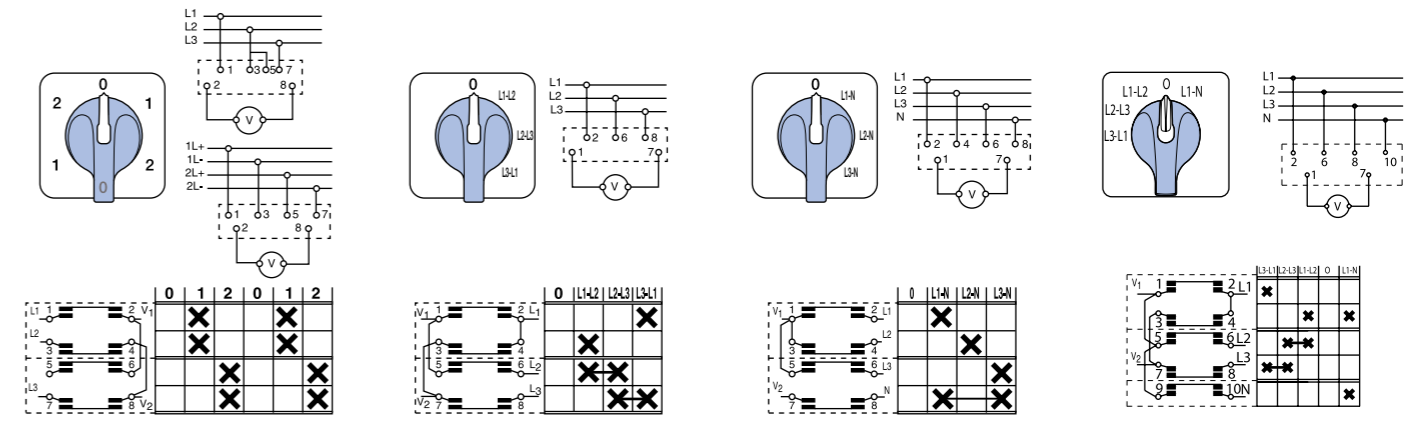 L1
L2
L3
1 3 5 7
2 8
V
0
2 1
1 2
0
1L+
1L-
2L+
2L-
1 3 5 7
2 8
V
0 1 2 0 1 2
L1 1 2 V1
L2
3 4
5 6
L3
7 8 V2
0
L1-L2
L2-L3
L3-L1
L1
L2
L3
2 6 8
1 7
V
0 L1-L2 L2-L3 L3-L1
V1 1 2 L1
3 4
5 6 L2
L3
V2 7 8
0
L1-N
L2-N
L3-N
L1
L2
L3
N
2 4 6 8
1 7
V
0 L1-N L2-N L3-N
V1 1 2 L1
L2
3 4
5 6 L3
V2 N
7 8
0
L1-L2 L1-N
L2-L3
L3-L1
L1
L2
L3
N
2 6 8 10
1 7
V
L3-L1 L2-L3 L1-L2 0 L1-N
V1 1 2 L1
3 4
5 6 L2
V2 L3
7 8
9 10N